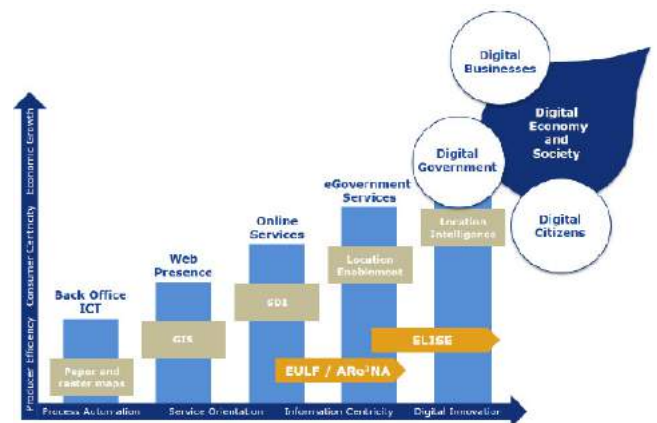 Digital
Businesses
Digital
Economy
and
Society
Digital
Government
Digital
Citizens
eGovernment
Services
Location
Intelligence
Online
Services
Location
Enablement
Web
Presence
SDI
Back Office
ICT
GIS
Paper and
raster maps
ELISE
EULF / ARe³NA
Economic Growth
Consumer Centricity
Producer Efficiency
Process Automation
Service Orientation
Information Centricity
Digital Innovation